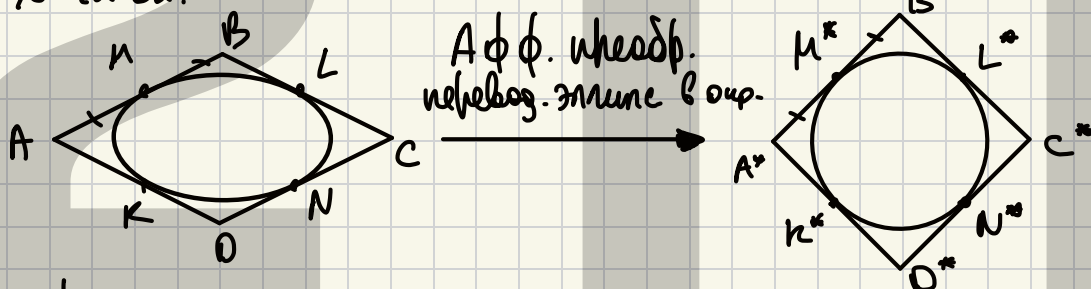 B
M
L
A
C
K
N
D
Афф. преобр.
перевод. эллипс в окр.
B
M*
L*
A*
C*
K*
N*
D*